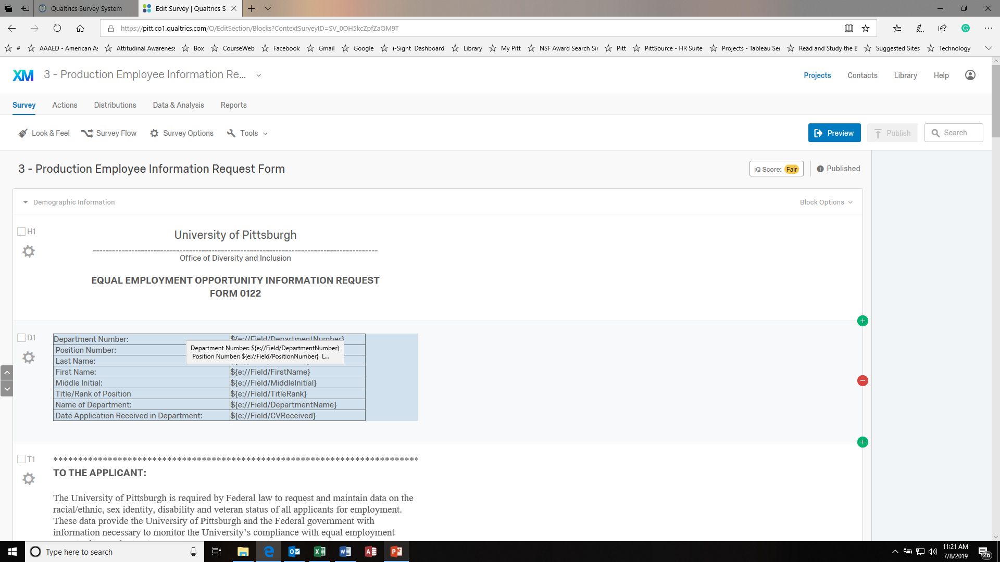 Qualtrics Survey System
Edit Survey | Qualtrics S
https://pitt.co1.qualtrics.com/Q/EditSection/Blocks?ContextSurveyID=SV_0OH5kcZpfZaQM9T
# AAAED - American A: Attitudinal Awareness Box CourseWeb Facebook Gmail Google i-Sight Dashboard Library My Pitt NSF Award Search Sir Pitt PittSource - HR Suite Projects - Tableau Ser Read and Study the B Suggested Sites Technology
XM 3 - Production Employee Information Re...
Projects Contacts Library Help
Survey Actions Distributions Data & Analysis Reports
Look & Feel Survey Flow Survey Options Tools
Preview Publish Search
3 - Production Employee Information Request Form
iQ Score: Fair Published
Demographic Information Block Options
H1
University of Pittsburgh
----------------------------------------------------------------------------------------
Office of Diversity and Inclusion
EQUAL EMPLOYMENT OPPORTUNITY INFORMATION REQUEST
FORM 0122
D1
Department Number: ${e://Field/DepartmentNumber}
Position Number:
Last Name:
Department Number: ${e://Field/DepartmentNumber}
Position Number: ${e://Field/PositionNumber} L...
First Name: ${e://Field/FirstName}
Middle Initial: ${e://Field/MiddleInitial}
Title/Rank of Position ${e://Field/TitleRank}
Name of Department: ${e://Field/DepartmentName}
Date Application Received in Department: ${e://Field/CVReceived}
T1
**************************************************************************
TO THE APPLICANT:
The University of Pittsburgh is required by Federal law to request and maintain data on the
racial/ethnic, sex identity, disability and veteran status of all applicants for employment.
These data provide the University of Pittsburgh and the Federal government with
information necessary to monitor the University’s compliance with equal employment
Type here to search
11:21 AM
7/8/2019
26